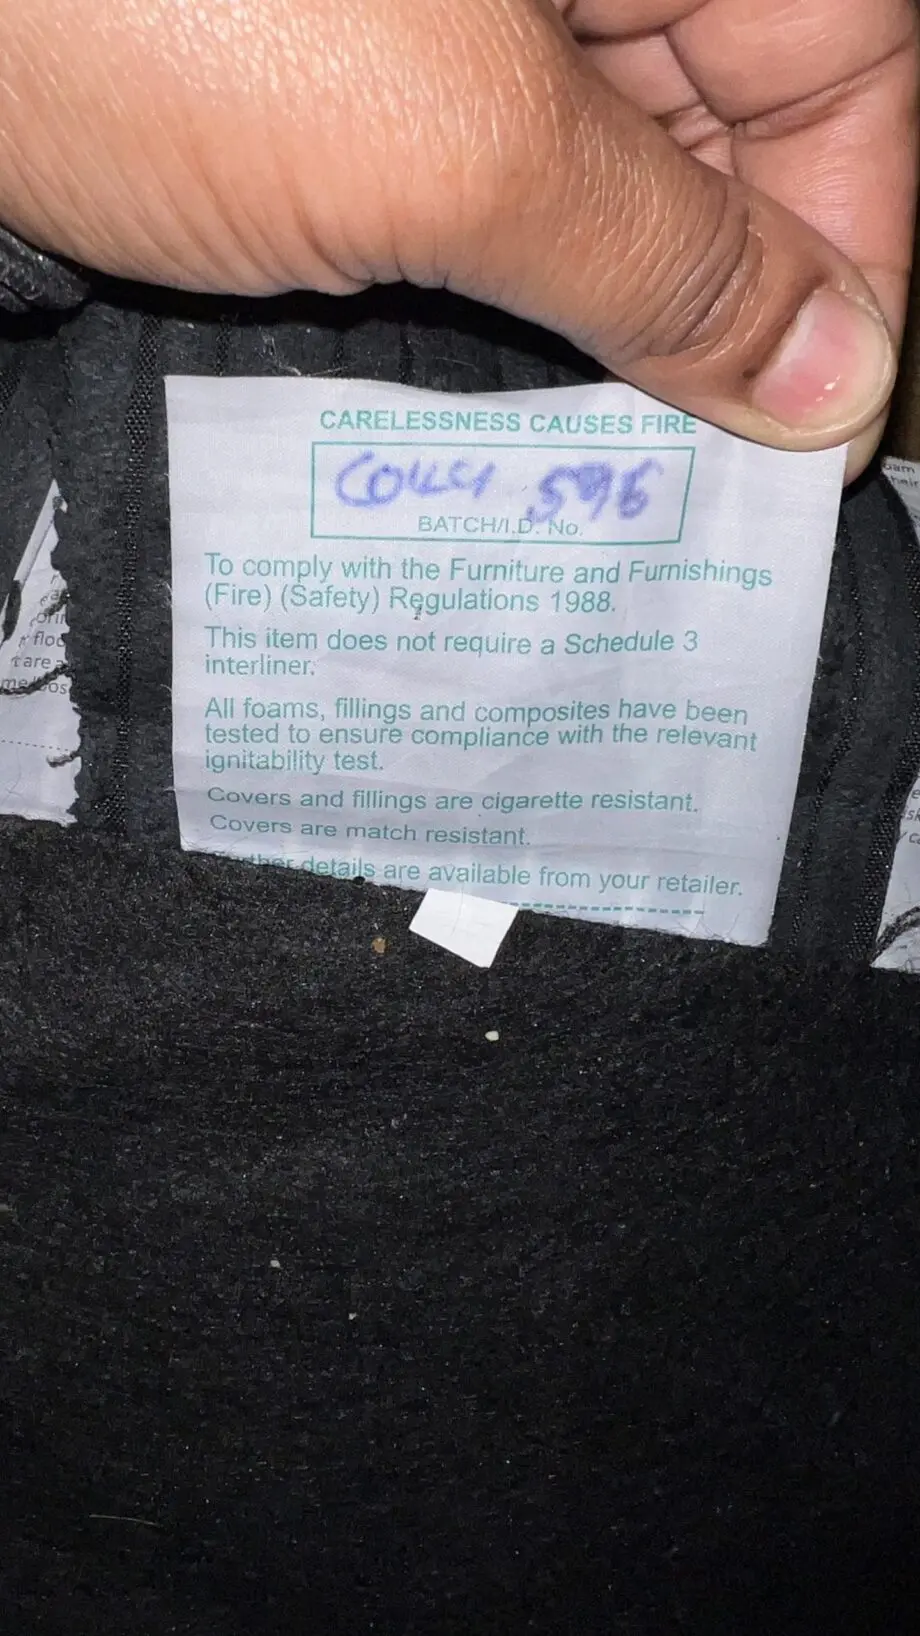 CARELESSNESS CAUSES FIRE
596
BATCH/I.D. No.
To comply with the Furniture and Furnishings
(Fire) (Safety) Regulations 1988.
This item does not require a Schedule 3
interliner.
All foams, fillings and composites have been
tested to ensure compliance with the relevant
ignitability test.
Covers and fillings are cigarette resistant.
Covers are match resistant.
details are available from your retailer.